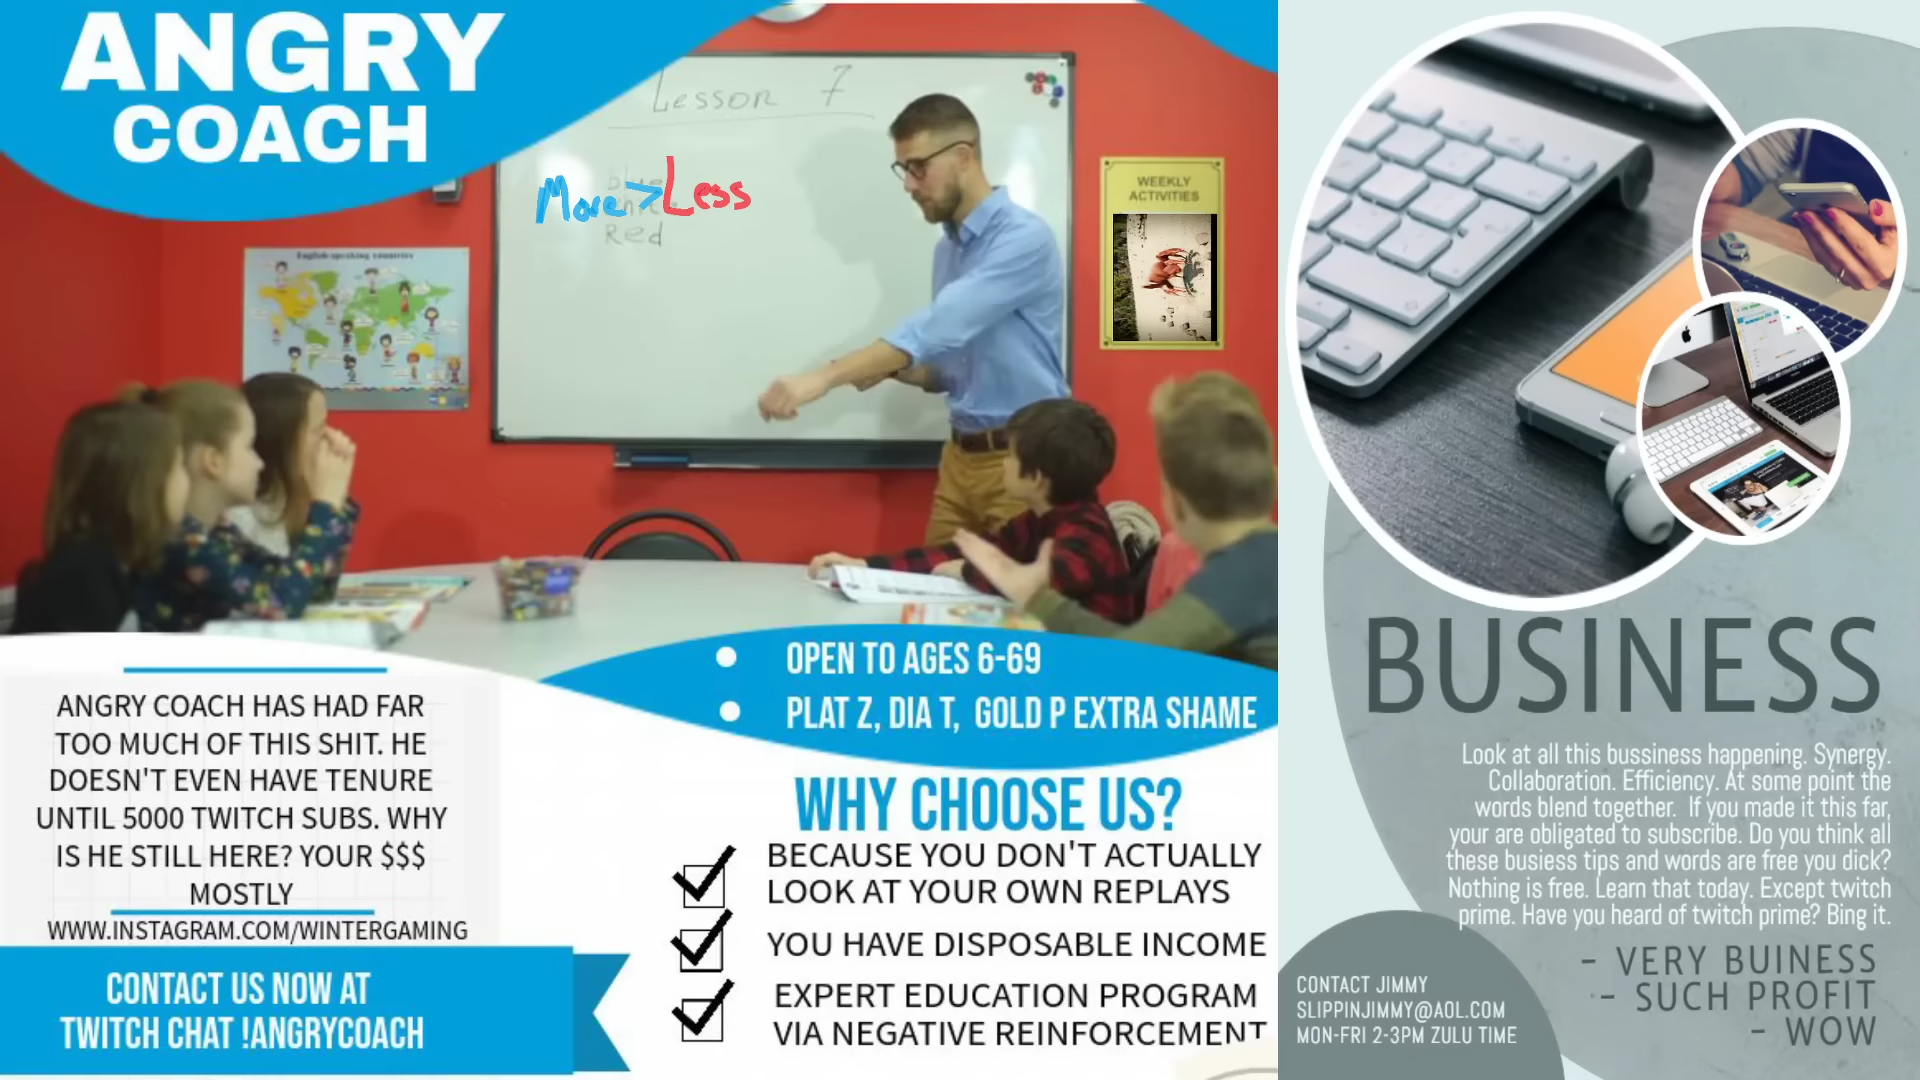 ANGRY
COACH
Lesson 7
More>Less
Red
English speaking countries
WEEKLY
ACTIVITIES
OPEN TO AGES 6-69
PLAT Z, DIA T, GOLD P EXTRA SHAME
ANGRY COACH HAS HAD FAR
TOO MUCH OF THIS SHIT. HE
DOESN'T EVEN HAVE TENURE
UNTIL 5000 TWITCH SUBS. WHY
IS HE STILL HERE? YOUR $$$
MOSTLY
WWW.INSTAGRAM.COM/WINTERGAMING
CONTACT US NOW AT
TWITCH CHAT !ANGRYCOACH
WHY CHOOSE US?
BECAUSE YOU DON'T ACTUALLY
LOOK AT YOUR OWN REPLAYS
YOU HAVE DISPOSABLE INCOME
EXPERT EDUCATION PROGRAM
VIA NEGATIVE REINFORCEMENT
BUSINESS
Look at all this bussiness happening. Synergy.
Collaboration. Efficiency. At some point the
words blend together. If you made it this far,
your are obligated to subscribe. Do you think all
these busiess tips and words are free you dick?
Nothing is free. Learn that today. Except twitch
prime. Have you heard of twitch prime? Bing it.
- VERY BUINESS
- SUCH PROFIT
- WOW
CONTACT JIMMY
SLIPPINJIMMY@AOL.COM
MON-FRI 2-3PM ZULU TIME